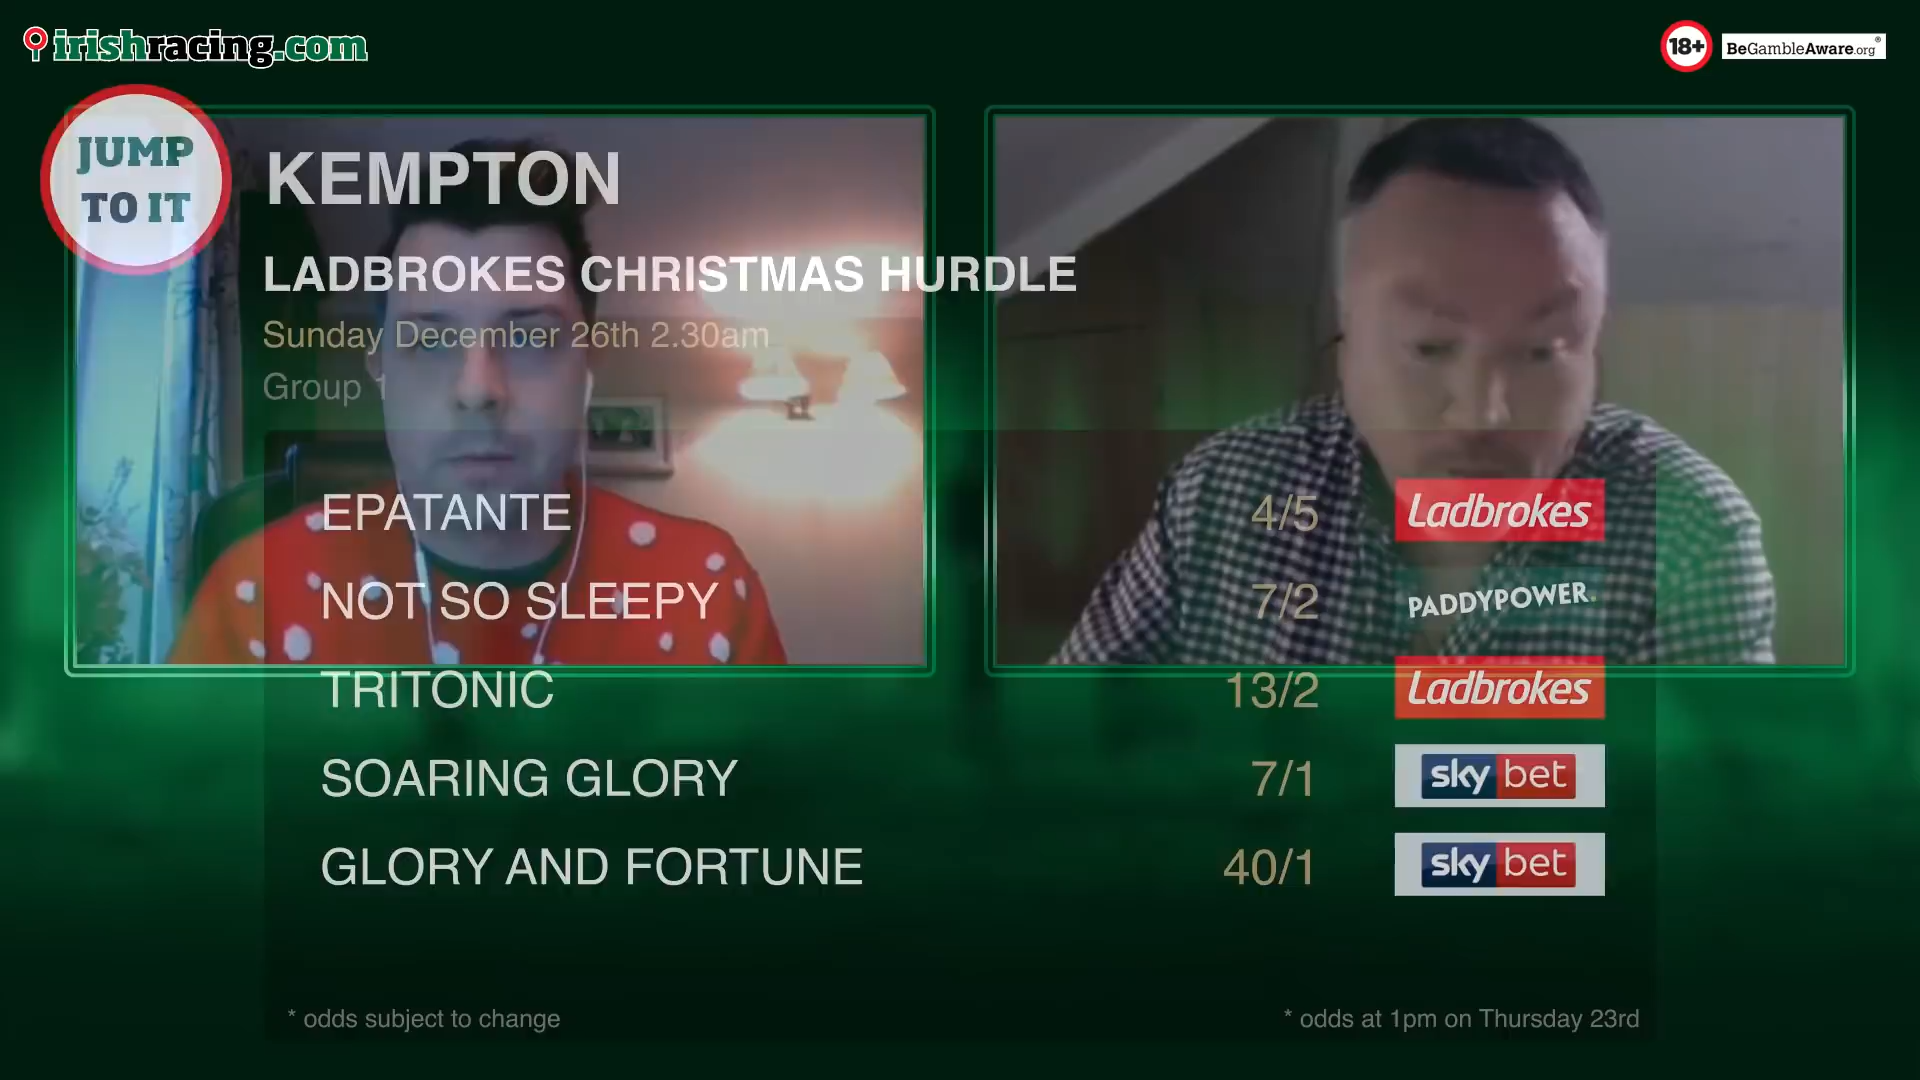 irishracing.com
18+ BeGambleAware.org®
JUMP
TO IT
KEMPTON
LADBROKES CHRISTMAS HURDLE
Sunday December 26th 2.30am
Group 1
EPATANTE 4/5 Ladbrokes
NOT SO SLEEPY 7/2 PADDYPOWER.
TRITONIC 13/2 Ladbrokes
SOARING GLORY 7/1 sky bet
GLORY AND FORTUNE 40/1 sky bet
* odds subject to change * odds at 1pm on Thursday 23rd